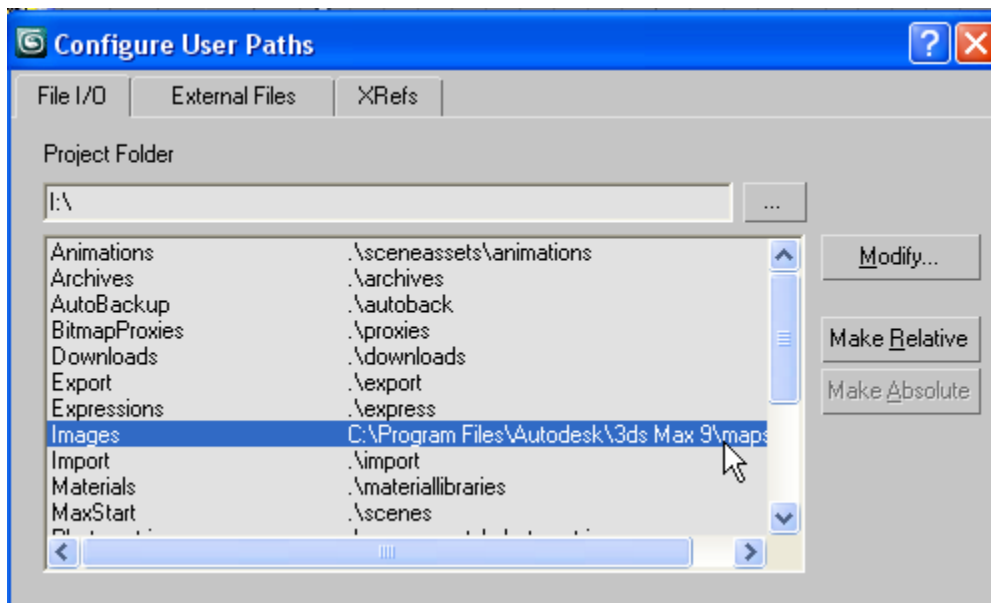 Configure User Paths
File I/O External Files XRefs
Project Folder
I:\ ...
Animations .\sceneassets\animations
Archives .\archives
AutoBackup .\autoback
BitmapProxies .\proxies
Downloads .\downloads
Export .\export
Expressions .\express
Images C:\Program Files\Autodesk\3ds Max 9\maps
Import .\import
Materials .\materiallibraries
MaxStart .\scenes
Modify...
Make Relative
Make Absolute